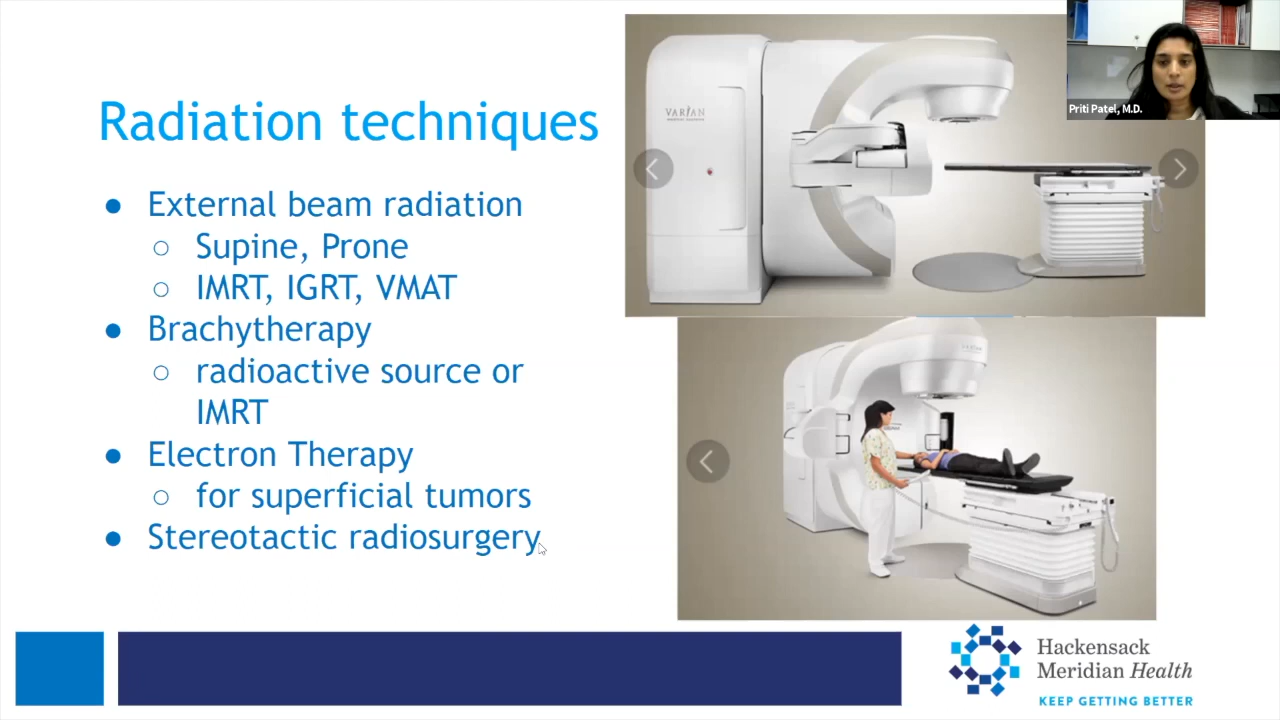 Radiation techniques
● External beam radiation
○ Supine, Prone
○ IMRT, IGRT, VMAT
● Brachytherapy
○ radioactive source or
IMRT
● Electron Therapy
○ for superficial tumors
● Stereotactic radiosurgery
VARIAN
Priti Patel, M.D.
VARIAN
Hackensack
Meridian Health
KEEP GETTING BETTER